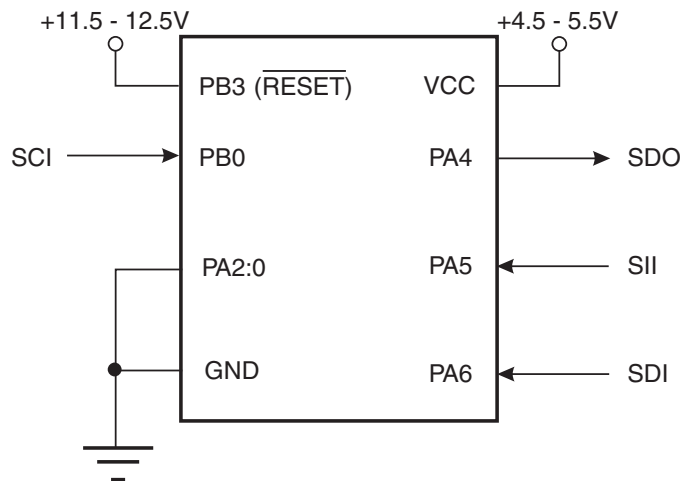 +11.5 - 12.5V
+4.5 - 5.5V
PB3 (RESET)
VCC
SCI
PB0
PA4
SDO
PA2:0
PA5
SII
GND
PA6
SDI